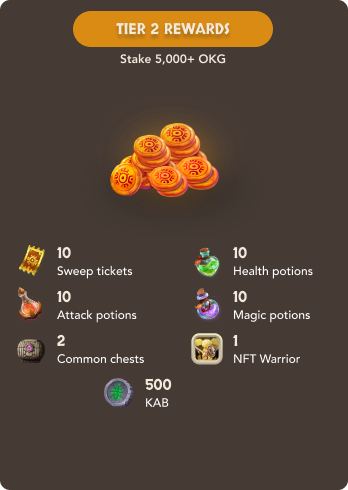 TIER 2 REWARDS
Stake 5,000+ OKG
10
Sweep tickets
10
Health potions
10
Attack potions
10
Magic potions
2
Common chests
1
NFT Warrior
500
KAB